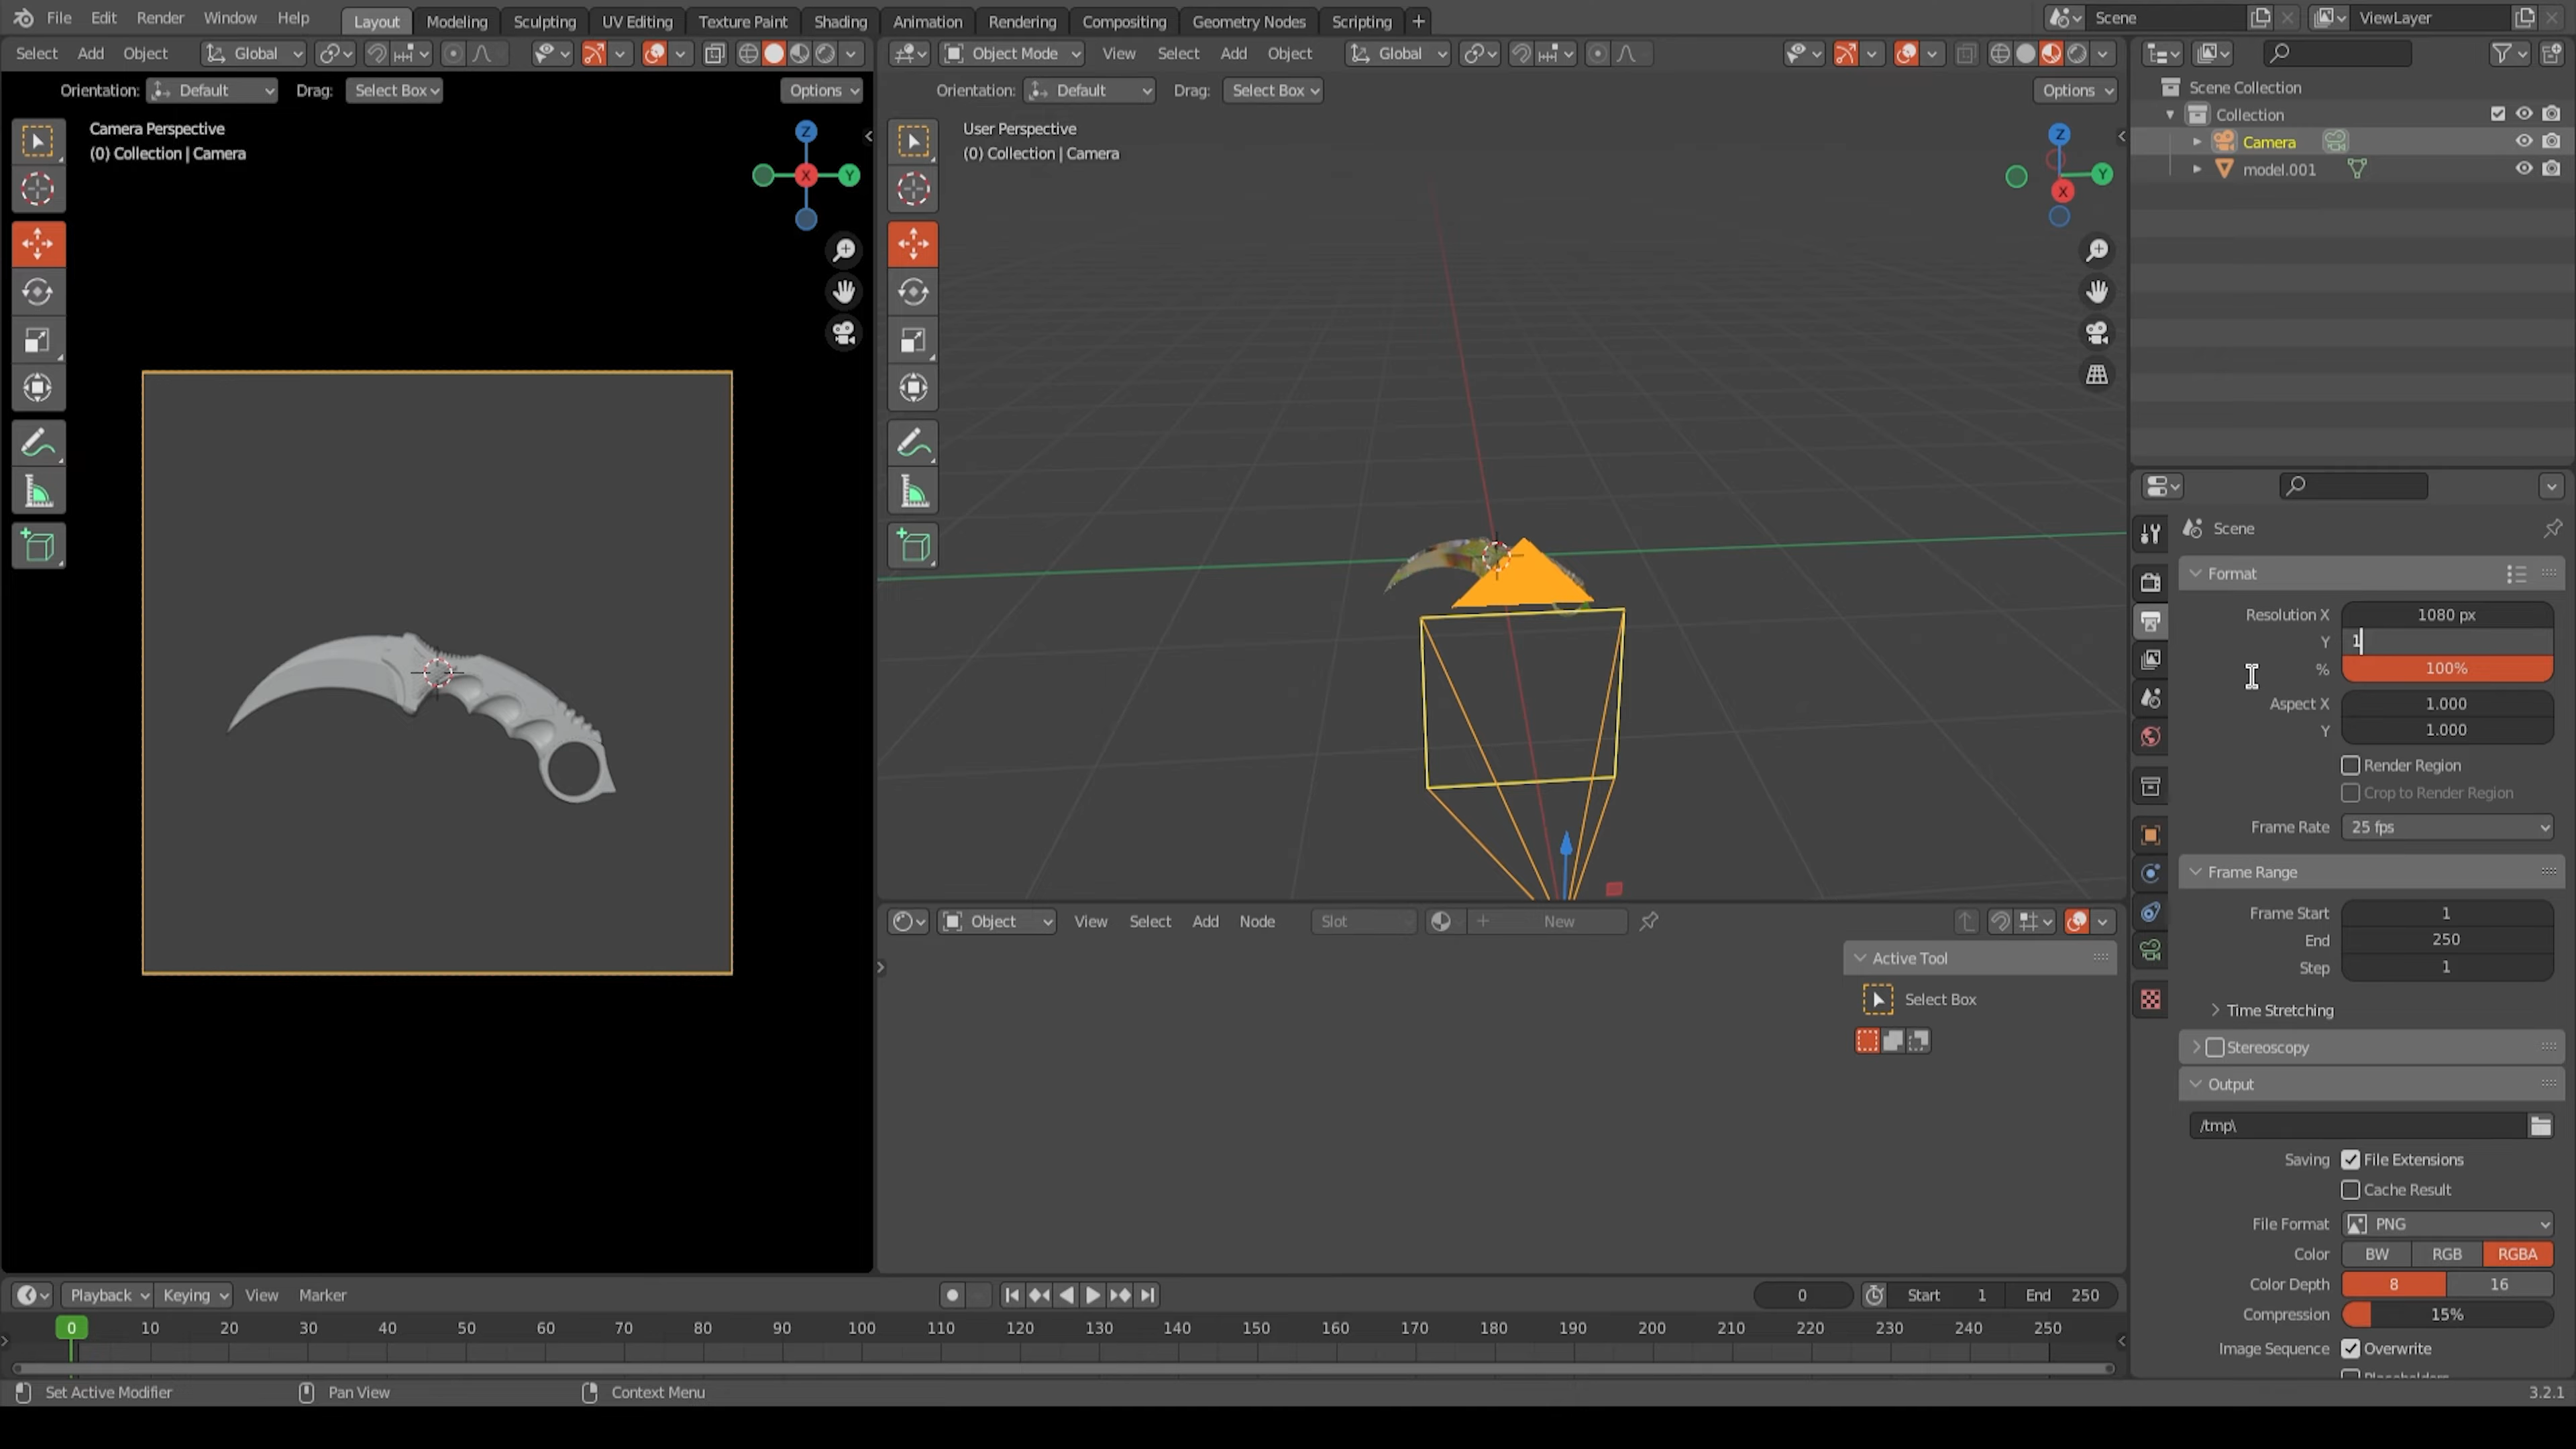 File Edit Render Window Help Layout Modeling Sculpting UV Editing Texture Paint Shading Animation Rendering Compositing Geometry Nodes Scripting + Scene ViewLayer
Select Add Object Global Object Mode View Select Add Object Global
Orientation: Default Drag: Select Box Options
Camera Perspective
(0) Collection | Camera
Z
X
Y
Orientation: Default Drag: Select Box Options
User Perspective
(0) Collection | Camera
Z
Y
X
Scene Collection
Collection
Camera
model.001
Scene
Format
Resolution X 1080 px
Y 1
% 100%
Aspect X 1.000
Y 1.000
Render Region
Crop to Render Region
Frame Rate 25 fps
Frame Range
Frame Start 1
End 250
Step 1
Time Stretching
Stereoscopy
Output
/tmp\
Saving File Extensions
Cache Result
File Format PNG
Color BW RGB RGBA
Color Depth 8 16
Compression 15%
Image Sequence Overwrite
Object View Select Add Node Slot New
Active Tool
Select Box
Playback Keying View Marker 0 Start 1 End 250
0 10 20 30 40 50 60 70 80 90 100 110 120 130 140 150 160 170 180 190 200 210 220 230 240 250
Set Active Modifier Pan View Context Menu 3.2.1